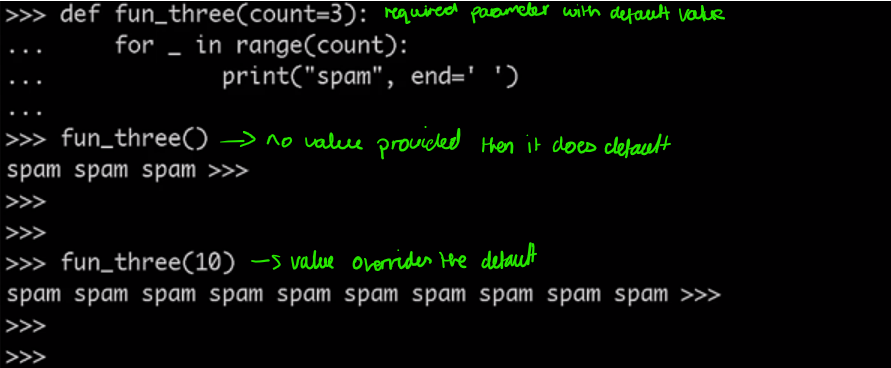 >>> def fun_three(count=3): required parameter with default value
...     for _ in range(count):
...             print("spam", end=' ')
...
>>> fun_three() → no value provided then it does default
spam spam spam >>>
>>>
>>>
>>> fun_three(10) → value overrides the default
spam spam spam spam spam spam spam spam spam spam >>>
>>>
>>>